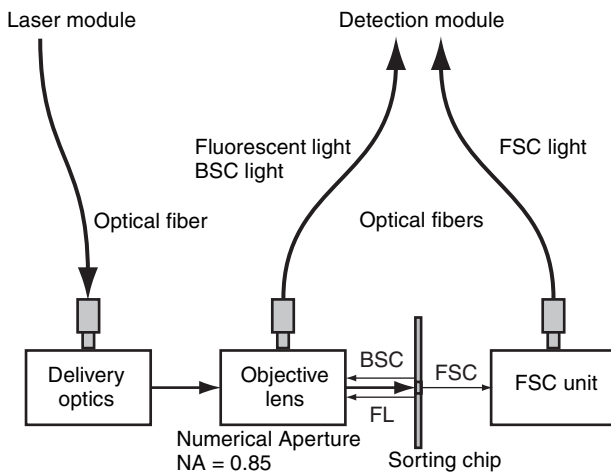 Laser module
Detection module
Fluorescent light
BSC light
FSC light
Optical fiber
Optical fibers
Delivery
optics
Objective
lens
BSC
FL
FSC
FSC unit
Numerical Aperture
NA = 0.85
Sorting chip